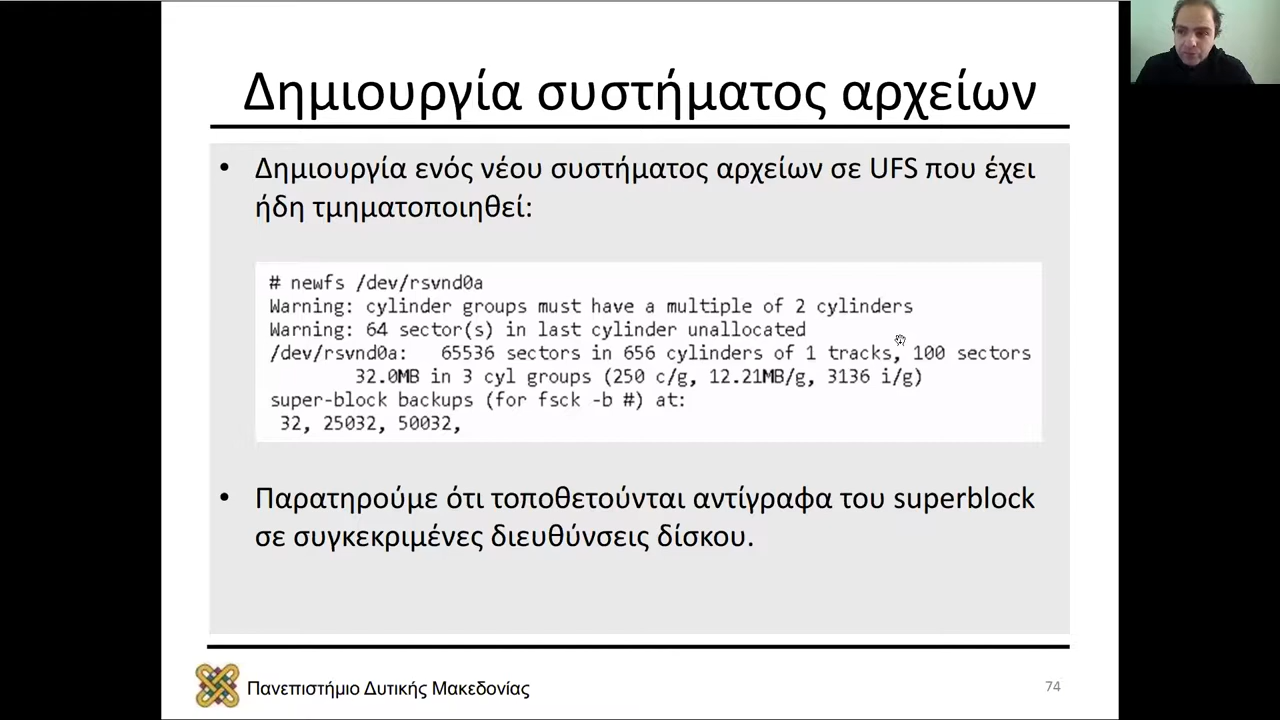 Δημιουργία συστήματος αρχείων
• Δημιουργία ενός νέου συστήματος αρχείων σε UFS που έχει
ήδη τμηματοποιηθεί:
# newfs /dev/rsvnd0a
Warning: cylinder groups must have a multiple of 2 cylinders
Warning: 64 sector(s) in last cylinder unallocated
/dev/rsvnd0a: 65536 sectors in 656 cylinders of 1 tracks, 100 sectors
32.0MB in 3 cyl groups (250 c/g, 12.21MB/g, 3136 i/g)
super-block backups (for fsck -b #) at:
32, 25032, 50032,
• Παρατηρούμε ότι τοποθετούνται αντίγραφα του superblock
σε συγκεκριμένες διευθύνσεις δίσκου.
Πανεπιστήμιο Δυτικής Μακεδονίας
74